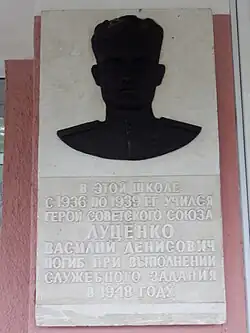 В ЭТОЙ ШКОЛЕ
С 1936 ПО 1939 ГГ УЧИЛСЯ
ГЕРОЙ СОВЕТСКОГО СОЮЗА
ЛУЦЕНКО
ВАСИЛИЙ ДЕНИСОВИЧ
ПОГИБ ПРИ ВЫПОЛНЕНИИ
СЛУЖЕБНОГО ЗАДАНИЯ
В 1948 ГОДУ